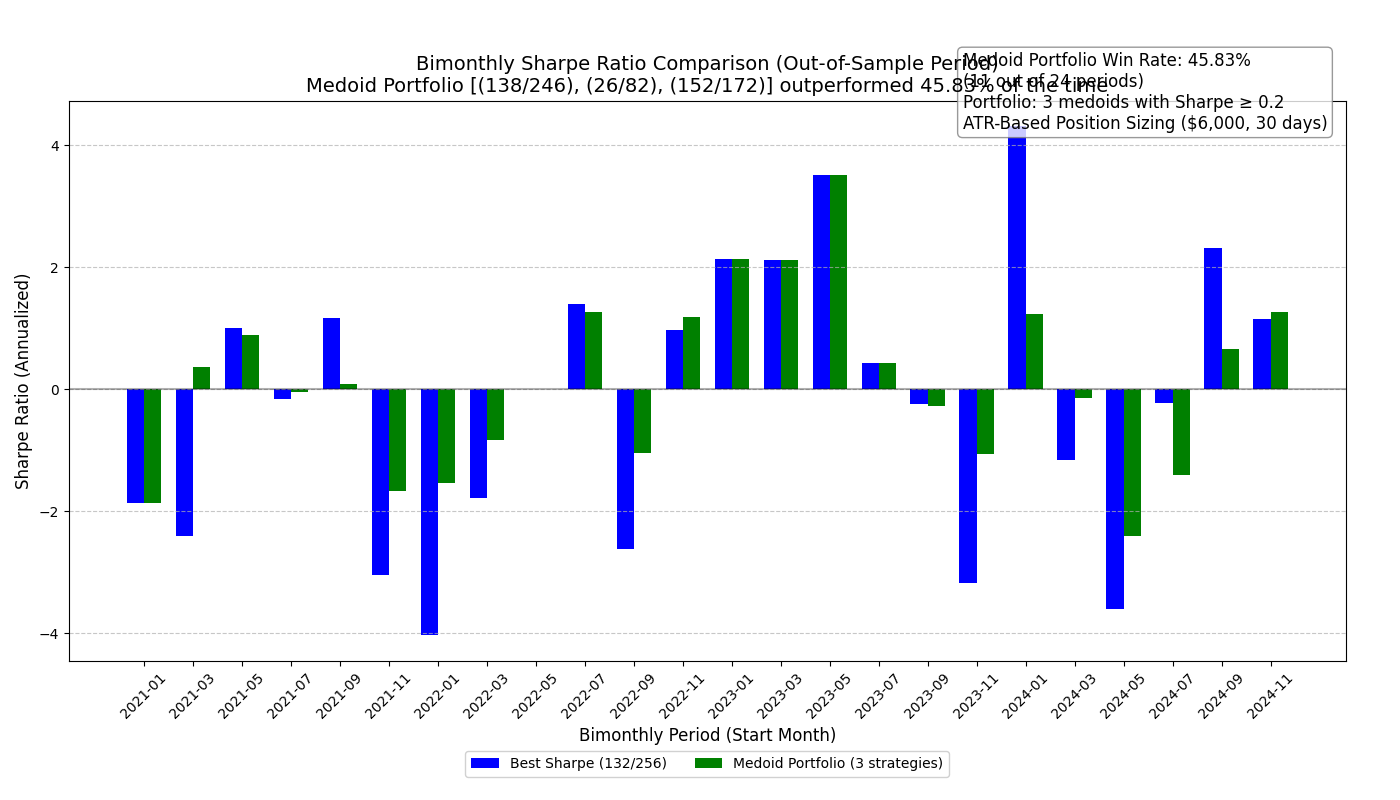 Bimonthly Sharpe Ratio Comparison (Out-of-Sample Period)
Medoid Portfolio [(138/246), (26/82), (152/172)] outperformed 45.83% of the time
Medoid Portfolio Win Rate: 45.83%
(11 out of 24 periods)
Portfolio: 3 medoids with Sharpe ≥ 0.2
ATR-Based Position Sizing ($6,000, 30 days)
Sharpe Ratio (Annualized)
4
2
0
−2
−4
2021-01
2021-03
2021-05
2021-07
2021-09
2021-11
2022-01
2022-03
2022-05
2022-07
2022-09
2022-11
2023-01
2023-03
2023-05
2023-07
2023-09
2023-11
2024-01
2024-03
2024-05
2024-07
2024-09
2024-11
Bimonthly Period (Start Month)
Best Sharpe (132/256)
Medoid Portfolio (3 strategies)